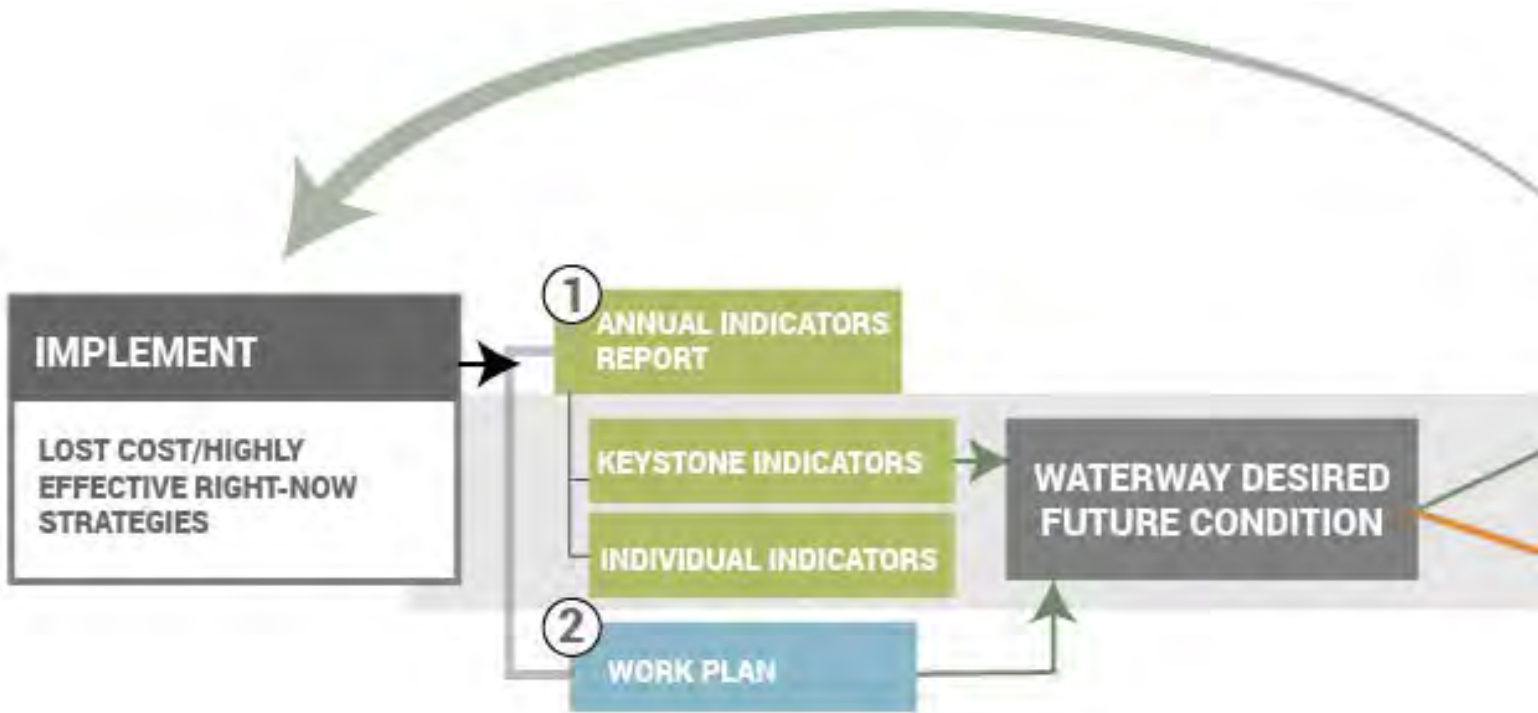 IMPLEMENT
LOST COST/HIGHLY
EFFECTIVE RIGHT-NOW
STRATEGIES
1
ANNUAL INDICATORS
REPORT
KEYSTONE INDICATORS
INDIVIDUAL INDICATORS
2
WORK PLAN
WATERWAY DESIRED
FUTURE CONDITION